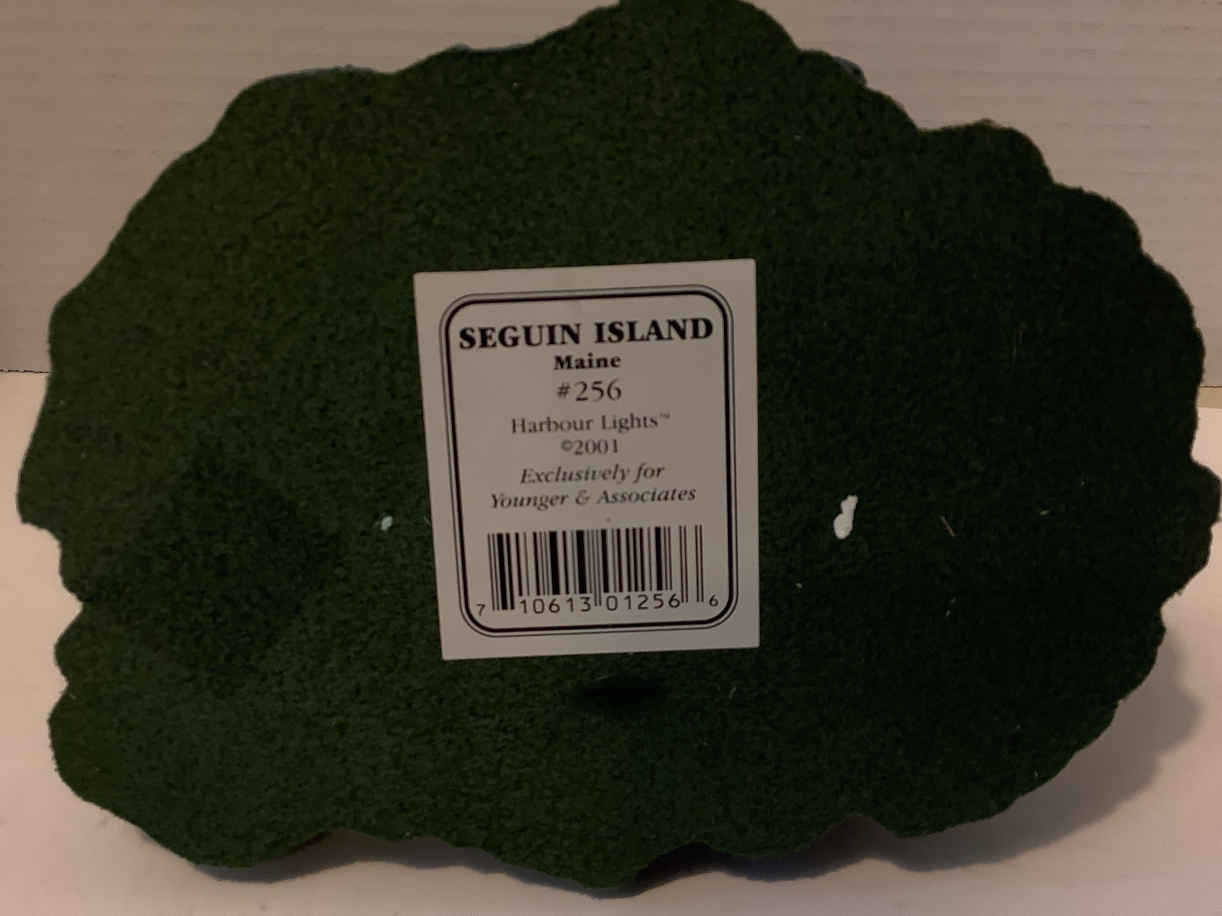 SEGUIN ISLAND
Maine
#256
Harbour Lights™
©2001
Exclusively for
Younger & Associates
7 10613 01256 6